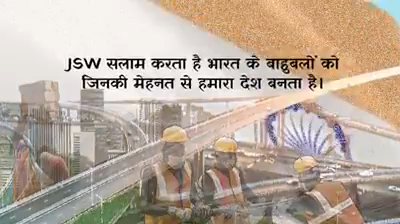 JSW सलाम करता है भारत के बाहुबलों को
जिनकी मेहनत से हमारा देश बनता है।